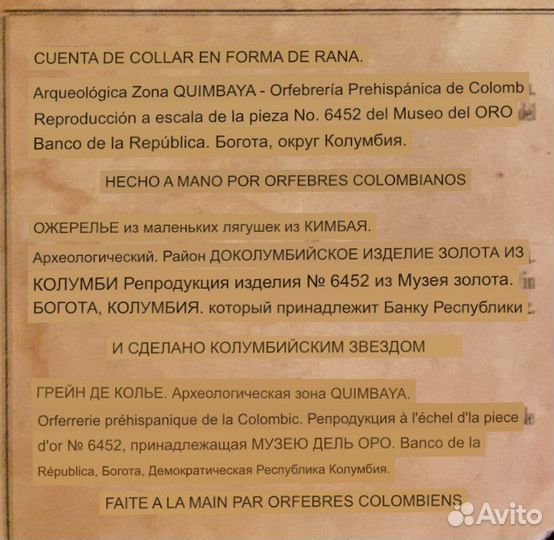 CUENTA DE COLLAR EN FORMA DE RANA.
Arqueológica Zona QUIMBAYA - Orfebrería Prehispánica de Colomb
Reproducción a escala de la pieza No. 6452 del Museo del ORO
Banco de la República. Богота, округ Колумбия.
HECHO A MANO POR ORFEBRES COLOMBIANOS
ОЖЕРЕЛЬЕ из маленьких лягушек из КИМБАЯ.
Археологический. Район ДОКОЛУМБИЙСКОЕ ИЗДЕЛИЕ ЗОЛОТА ИЗ
КОЛУМБИ Репродукция изделия № 6452 из Музея золота.
БОГОТА, КОЛУМБИЯ. который принадлежит Банку Республики
И СДЕЛАНО КОЛУМБИЙСКИМ ЗВЕЗДОМ
ГРЕЙН ДЕ КОЛЬЕ. Археологическая зона QUIMBAYA.
Orferrerie préhispanique de la Colombic. Репродукция à l'échel d'la piece
d'or № 6452, принадлежащая МУЗЕЮ ДЕЛЬ ОРО. Banco de la
Républica, Богота, Демократическая Республика Колумбия.
FAITE A LA MAIN PAR ORFEBRES COLOMBIENS
Avito